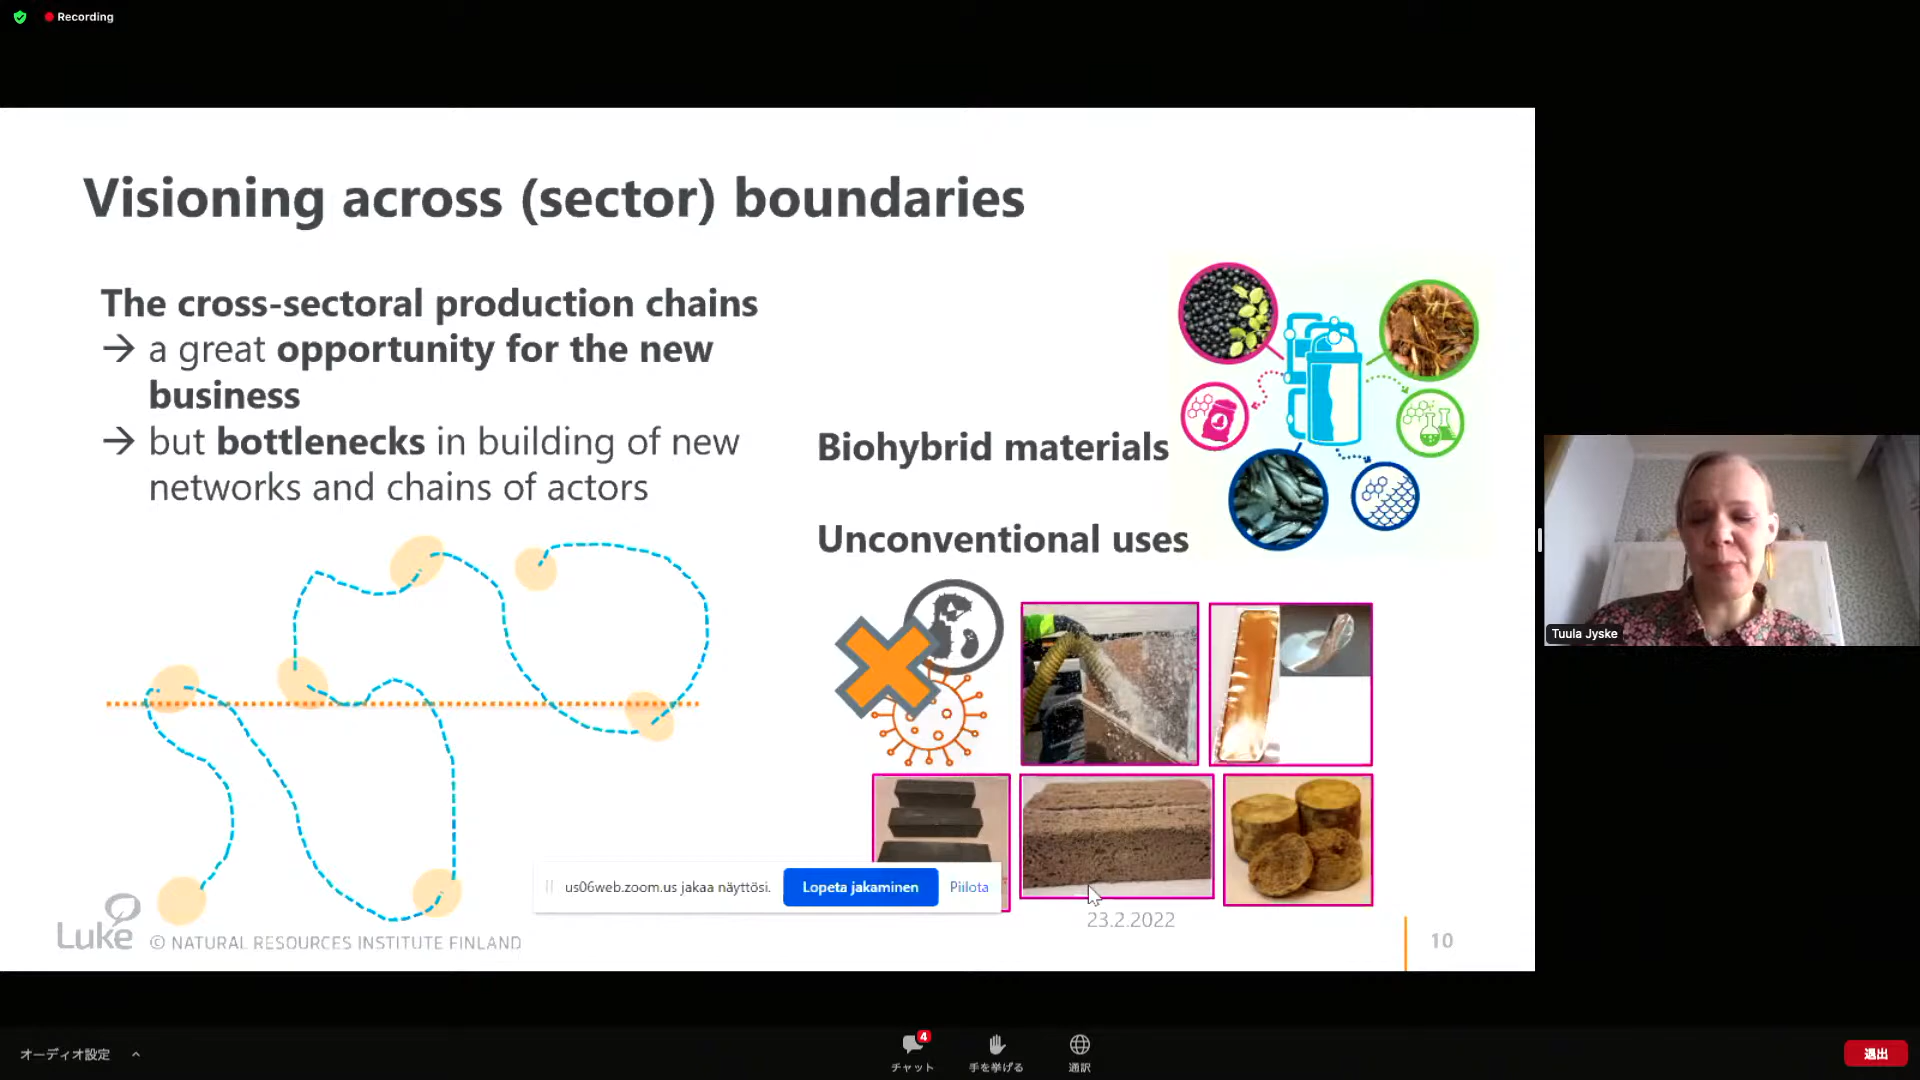 Recording
Visioning across (sector) boundaries
The cross-sectoral production chains
→ a great opportunity for the new
business
→ but bottlenecks in building of new
networks and chains of actors
Biohybrid materials
Unconventional uses
Tuula Jyske
us06web.zoom.us jakaa näyttösi.
Lopeta jakaminen
Piilota
23.2.2022
Luke
© NATURAL RESOURCES INSTITUTE FINLAND
10
オーディオ設定
4
チャット
手を挙げる
通訳
退出